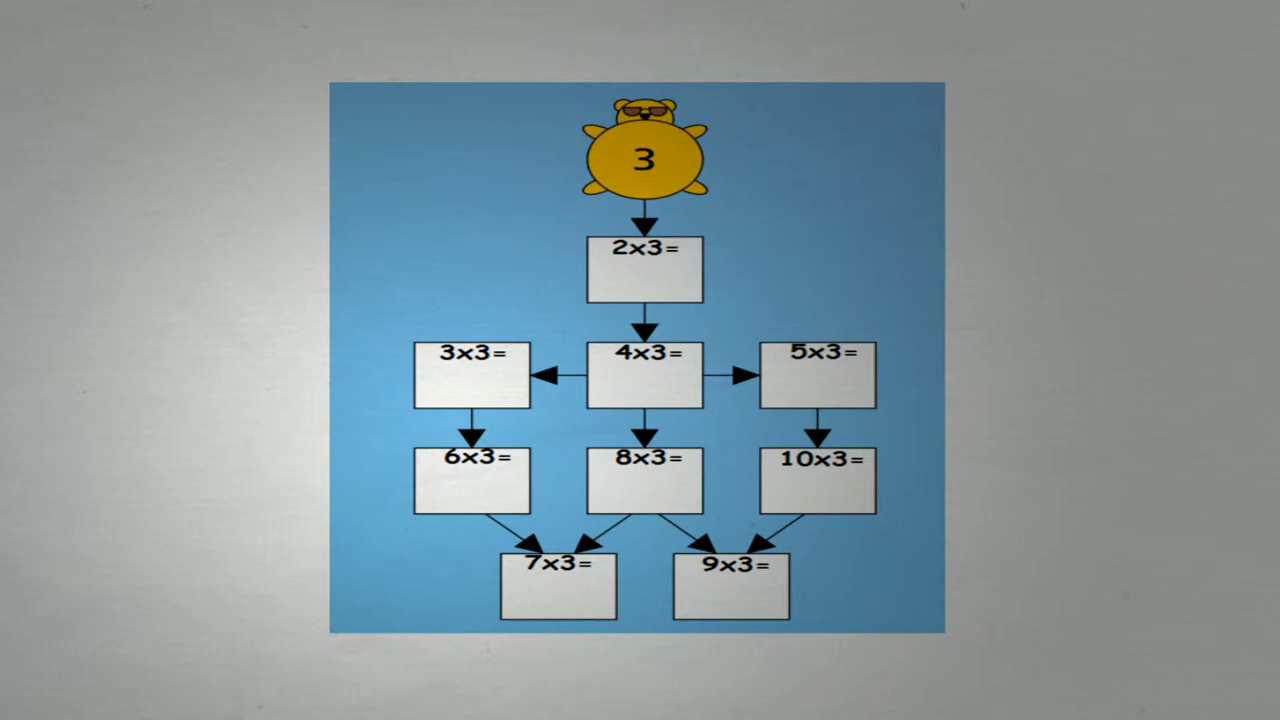 3
2x3=
3x3= 4x3= 5x3=
6x3= 8x3= 10x3=
7x3= 9x3=